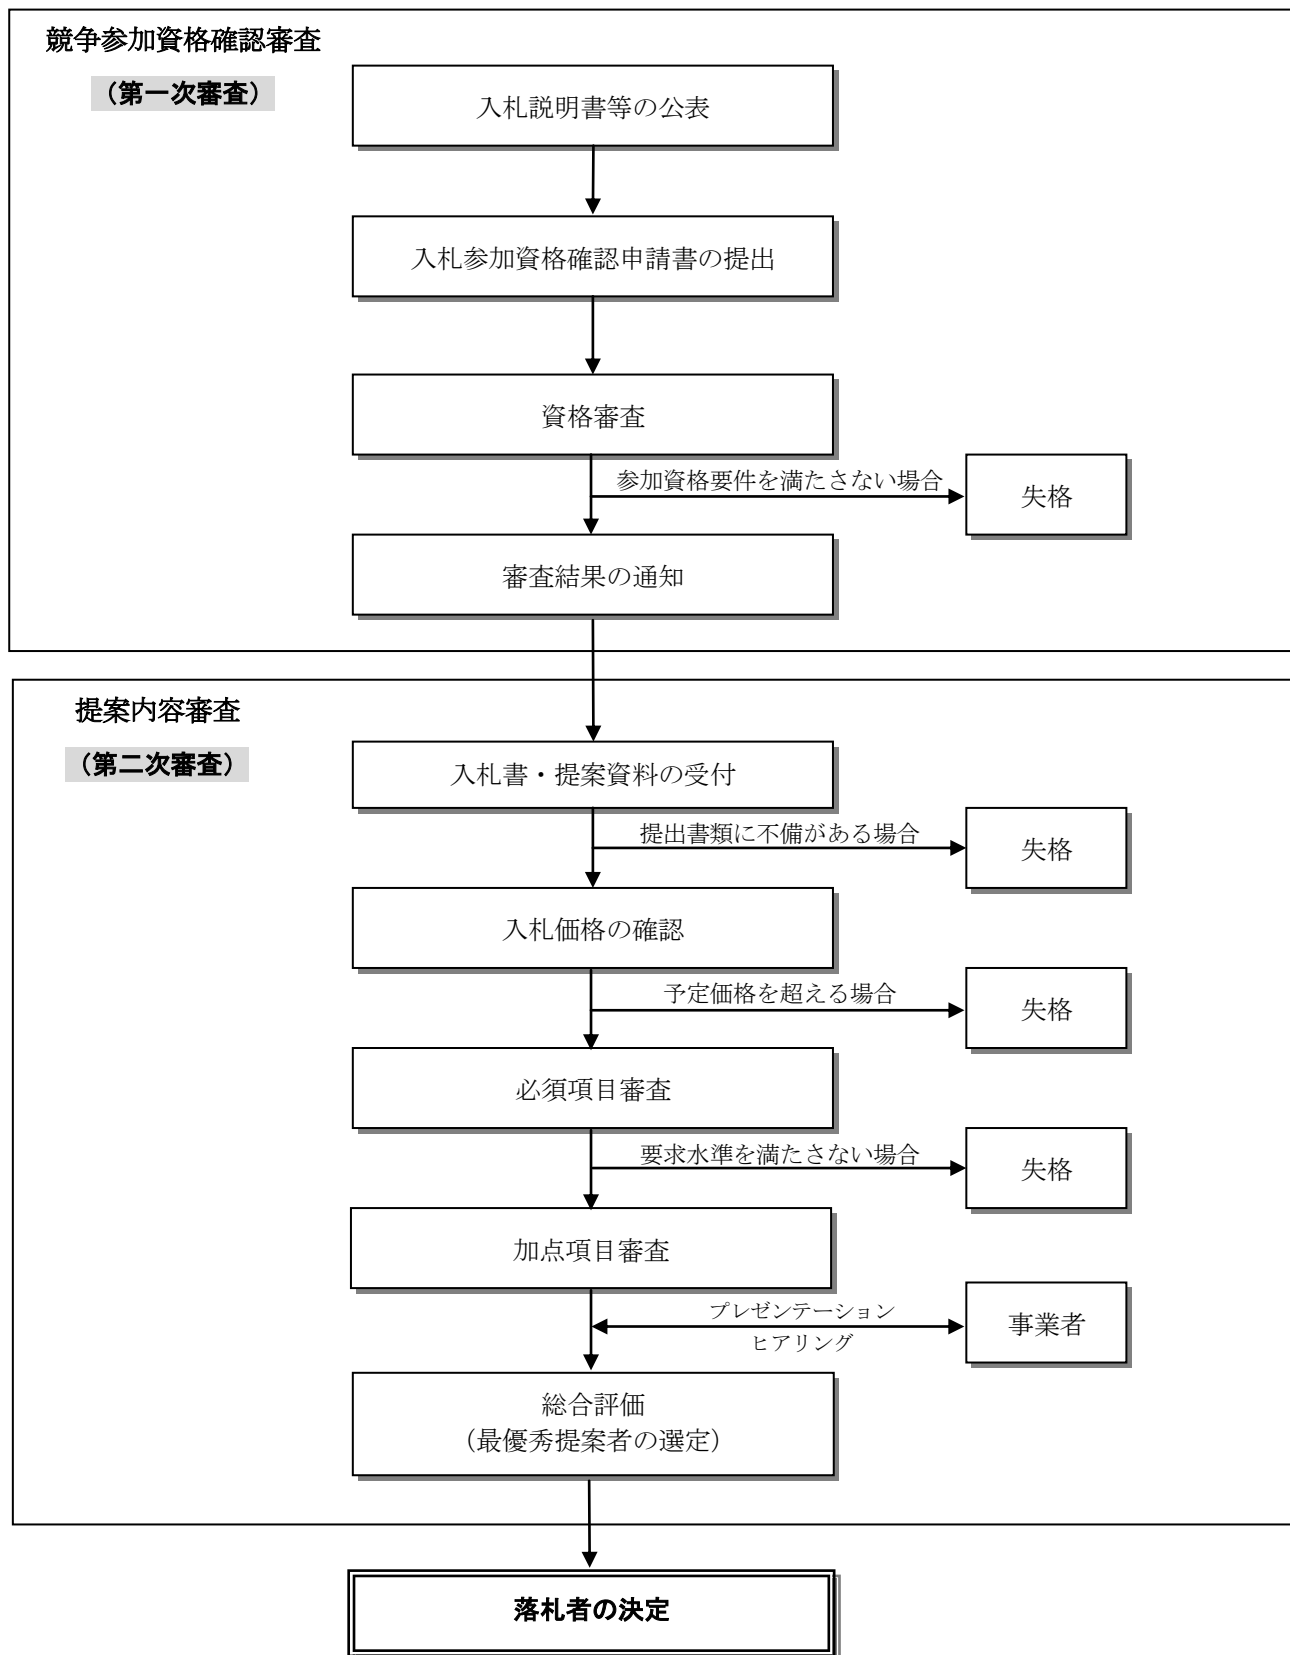 競争参加資格確認審査
（第一次審査）
入札説明書等の公表
入札参加資格確認申請書の提出
資格審査
参加資格要件を満たさない場合
失格
審査結果の通知
提案内容審査
（第二次審査）
入札書・提案資料の受付
提出書類に不備がある場合
失格
入札価格の確認
予定価格を超える場合
失格
必須項目審査
要求水準を満たさない場合
失格
加点項目審査
プレゼンテーション
ヒアリング
事業者
総合評価
（最優秀提案者の選定）
落札者の決定